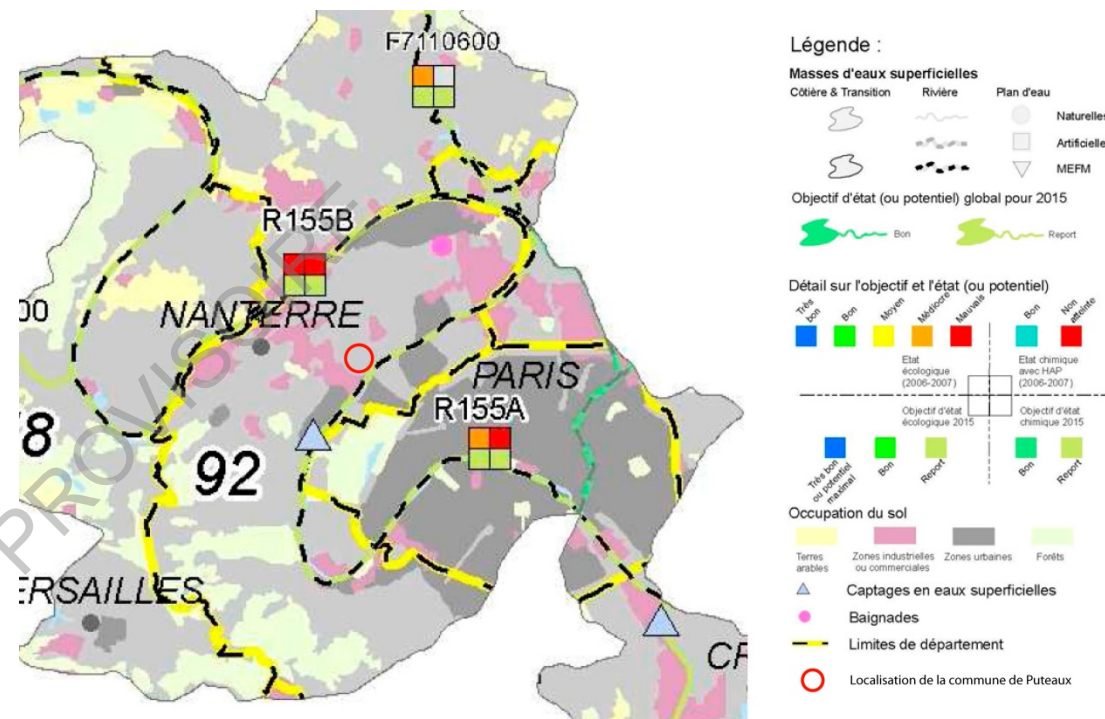 F7110600
R155B
00
NANTERRE
PARIS
R155A
8
92
ERSAILLES
CR
PROVISOIRE
Légende :
Masses d'eaux superficielles
Côtière & Transition Rivière Plan d'eau
Naturelles
Artificielle
MEFM
Objectif d'état (ou potentiel) global pour 2015
Bon Report
Détail sur l'objectif et l'état (ou potentiel)
Très bon Bon Moyen Médiocre Mauvais Bon Non atteinte
Etat écologique (2006-2007)
Etat chimique avec HAP (2006-2007)
Objectif d'état écologique 2015
Objectif d'état chimique 2015
Très bon ou potentiel maximal Bon Report Bon Report
Occupation du sol
Terres arables
Zones industrielles ou commerciales
Zones urbaines
Forêts
Captages en eaux superficielles
Baignades
Limites de département
Localisation de la commune de Puteaux